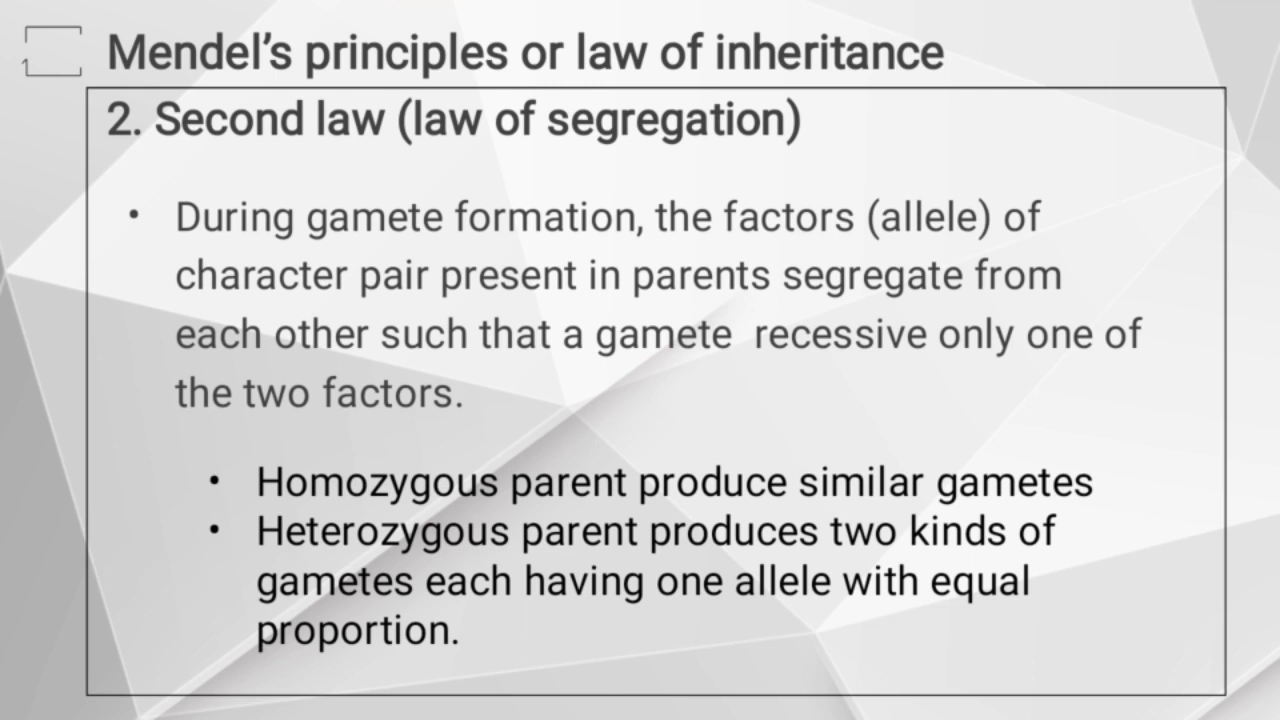 Mendel’s principles or law of inheritance
2. Second law (law of segregation)
• During gamete formation, the factors (allele) of
character pair present in parents segregate from
each other such that a gamete recessive only one of
the two factors.
• Homozygous parent produce similar gametes
• Heterozygous parent produces two kinds of
gametes each having one allele with equal
proportion.